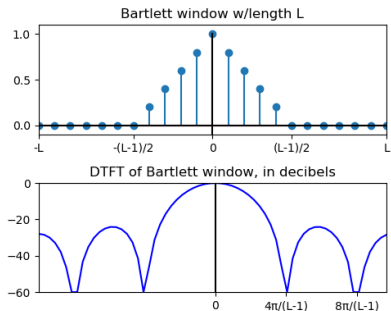 Bartlett window w/length L
1.0
0.5
0.0
-L -(L-1)/2 0 (L-1)/2 L
DTFT of Bartlett window, in decibels
0
−20
−40
−60
0 4π/(L-1) 8π/(L-1)